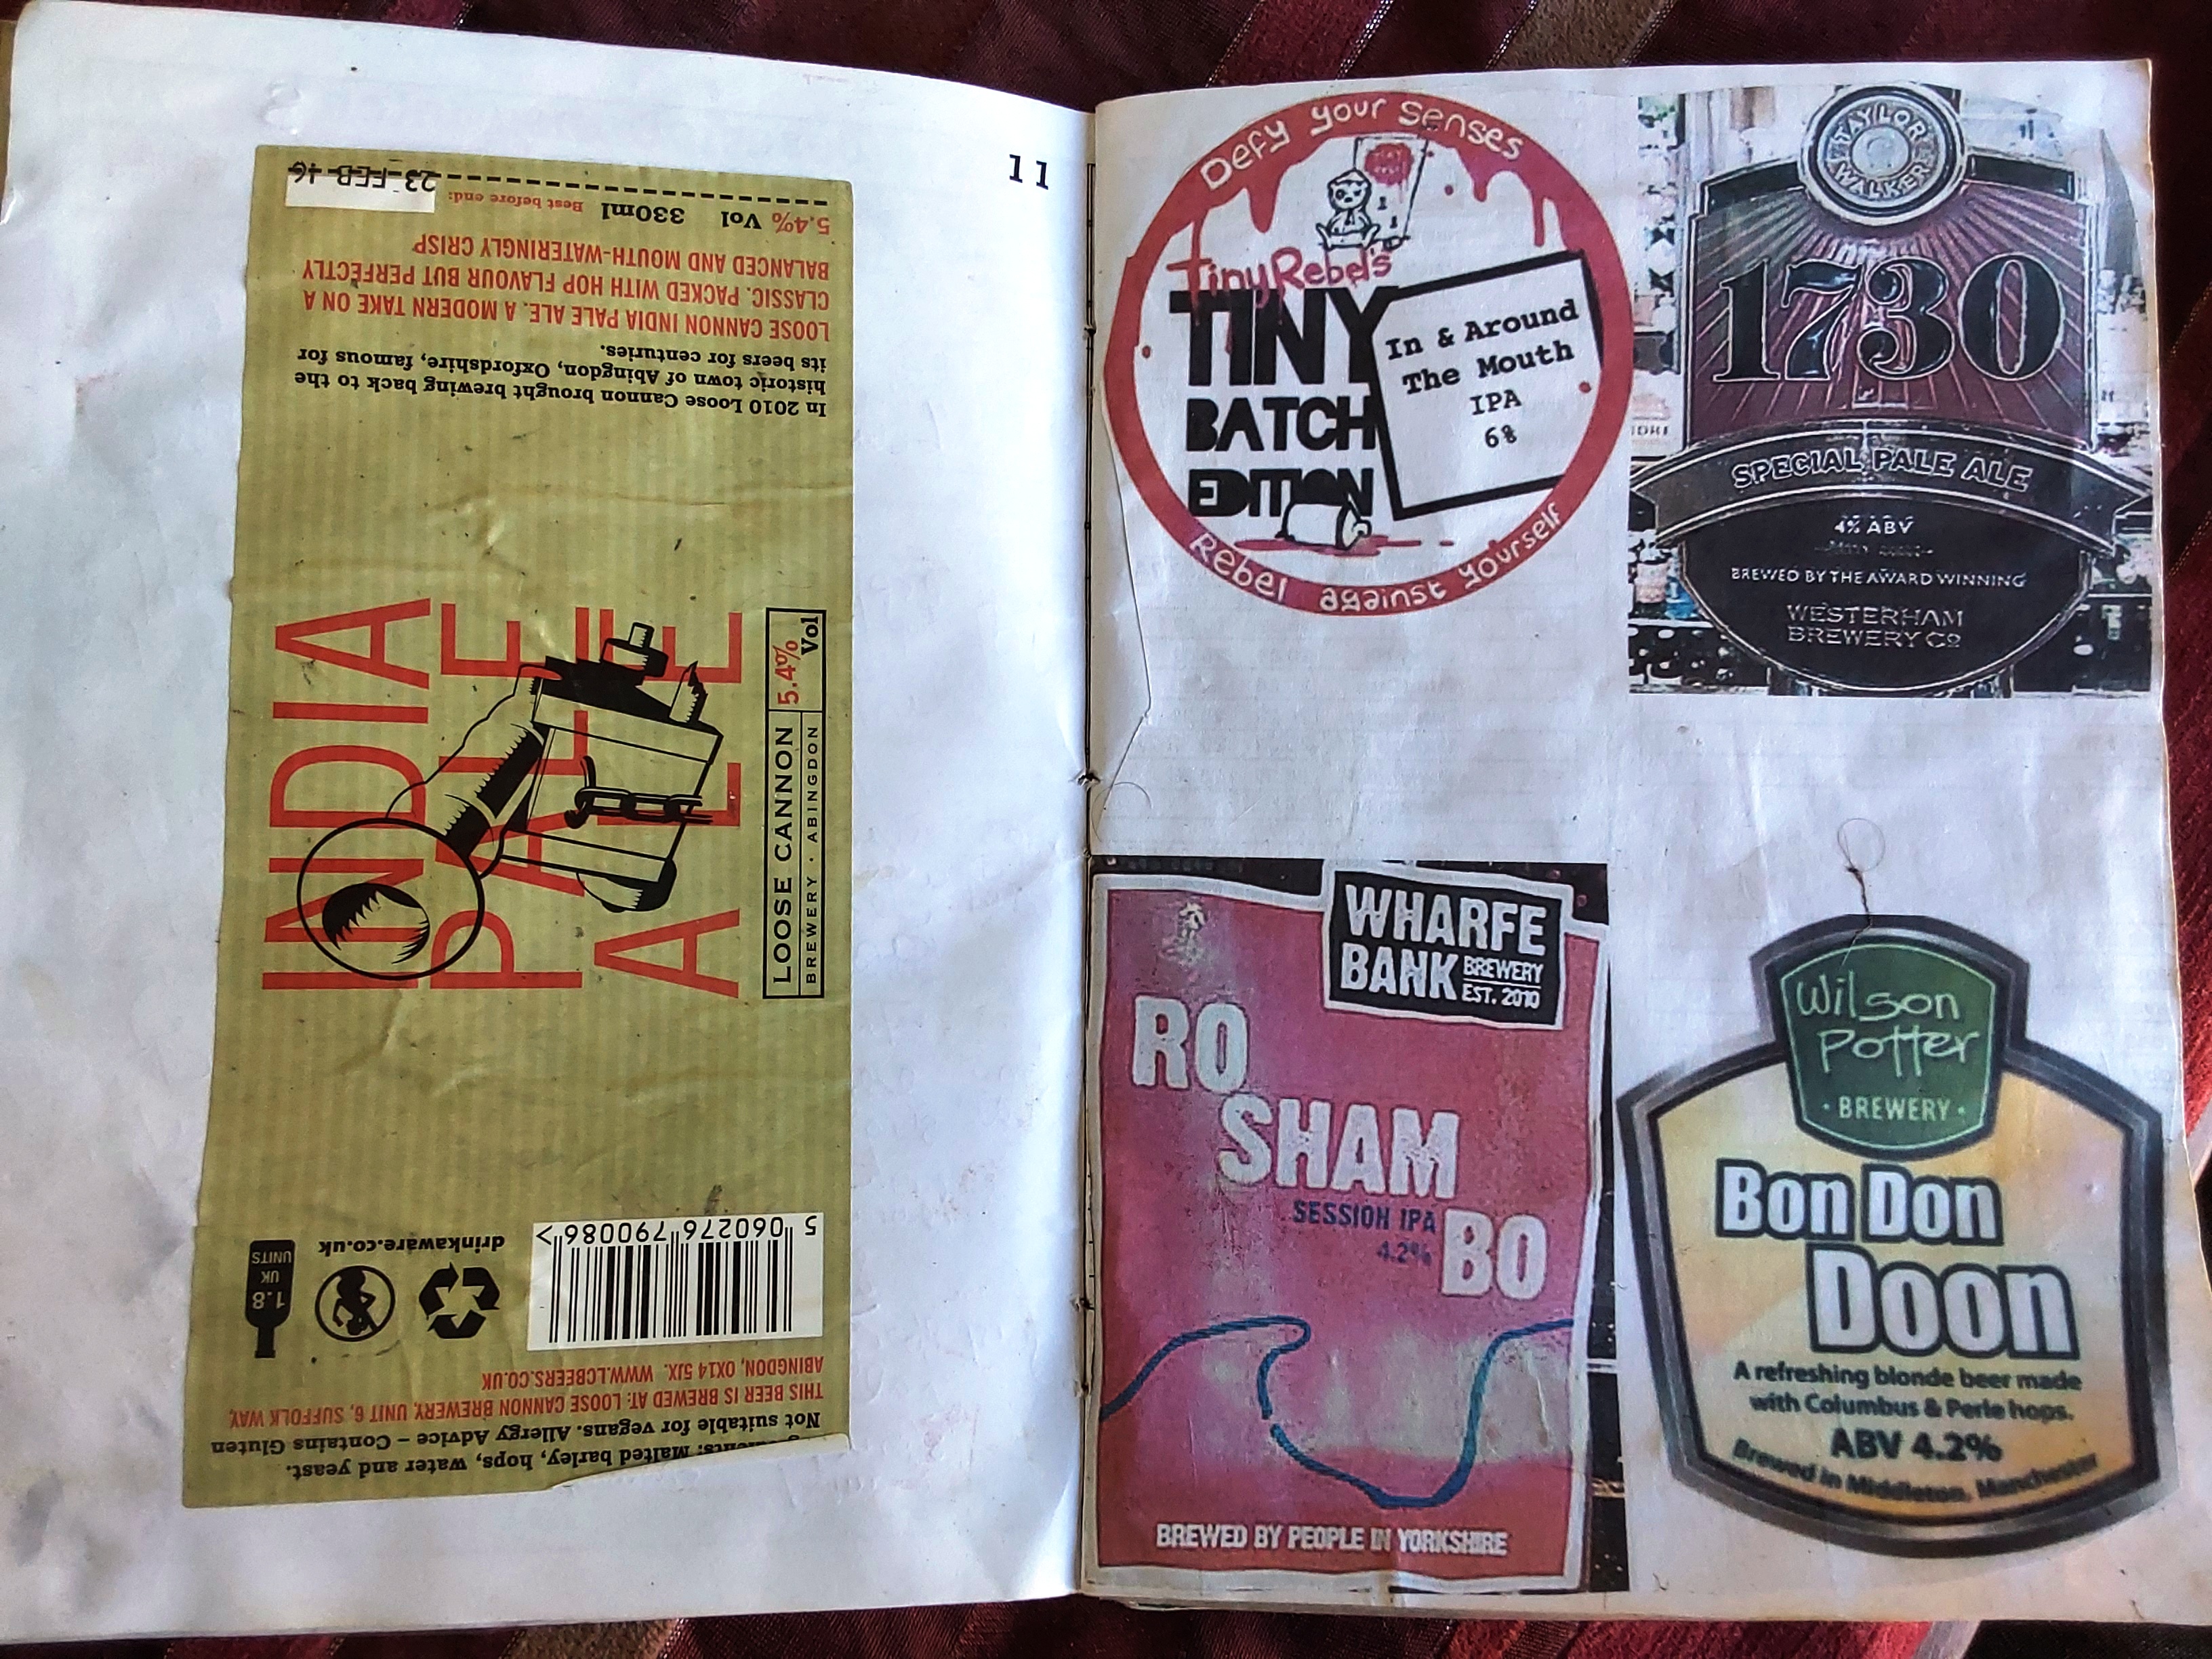 11
23 FEB 16
5.4% Vol 330ml Best before end:
LOOSE CANNON INDIA PALE ALE. A MODERN TAKE ON A
CLASSIC. PACKED WITH HOP FLAVOUR BUT PERFECTLY
BALANCED AND MOUTH-WATERINGLY CRISP
In 2010 Loose Cannon brought brewing back to the
historic town of Abingdon, Oxfordshire, famous for
its beers for centuries.
INDIA
PALE
ALE
LOOSE CANNON
BREWERY · ABINGDON
5.4%
Vol
5 060276 790086 >
drinkaware.co.uk
1.8
UK
UNITS
THIS BEER IS BREWED AT: LOOSE CANNON BREWERY, UNIT 6, SUFFOLK WAY,
ABINGDON, OX14 5JX. WWW.LCBEERS.CO.UK
Malted barley, hops, water and yeast.
Not suitable for vegans. Allergy Advice – Contains Gluten
Defy your senses
Tiny Rebel's
TINY
BATCH
EDITION
In & Around
The Mouth
IPA
6%
Rebel against yourself
TAYLOR
WALKER
1730
SPECIAL PALE ALE
4% ABV
BREWED BY THE AWARD WINNING
WESTERHAM
BREWERY Co
WHARFE
BANK BREWERY
EST. 2010
RO
SHAM
BO
SESSION IPA
4.2%
BREWED BY PEOPLE IN YORKSHIRE
Wilson
Potter
· BREWERY ·
Bon Don
Doon
A refreshing blonde beer made
with Columbus & Perle hops.
ABV 4.2%
Brewed in Middleton, Manchester